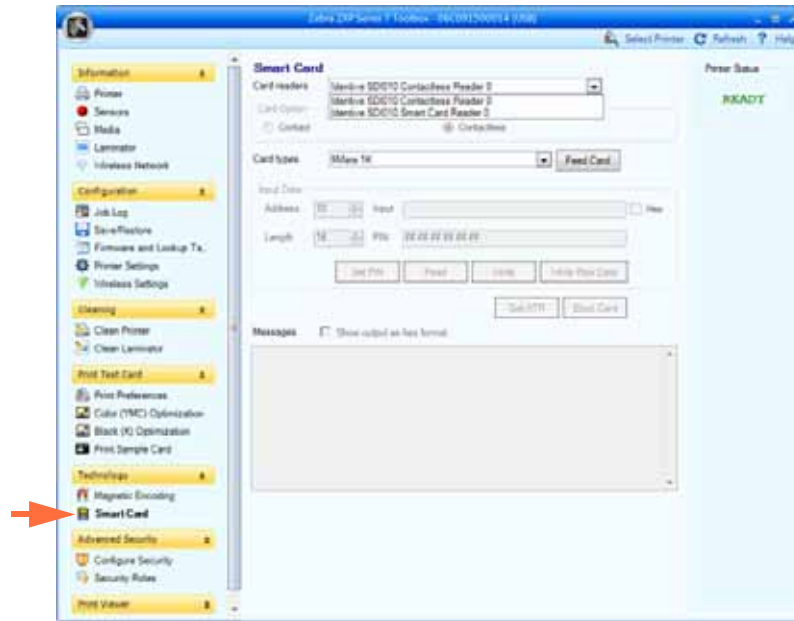 Zebra ZXP Series 7 Toolbox - 06C091500014 (USB)
Select Printer Refresh ? Help
Information
Printer
Sensors
Media
Laminator
Wireless Network
Configuration
Job Log
Save/Restore
Firmware and Lookup Ta..
Printer Settings
Wireless Settings
Cleaning
Clean Printer
Clean Laminator
Print Test Card
Print Preferences
Color (YMC) Optimization
Black (K) Optimization
Print Sample Card
Technology
Magnetic Encoding
Smart Card
Advanced Security
Configure Security
Security Roles
Print Viewer
Smart Card
Card readers Identive SDI010 Contactless Reader 0
Identive SDI010 Contactless Reader 0
Identive SDI010 Smart Card Reader 0
Card Option
Contact Contactless
Card types Mifare 1K Feed Card
Input Data
Address 10 Input Hex
Length 16 PIN ## ## ## ## ## ##
Set PIN Read Write Write Raw Data
Get ATR Eject Card
Messages Show output as hex format
Printer Status
READY